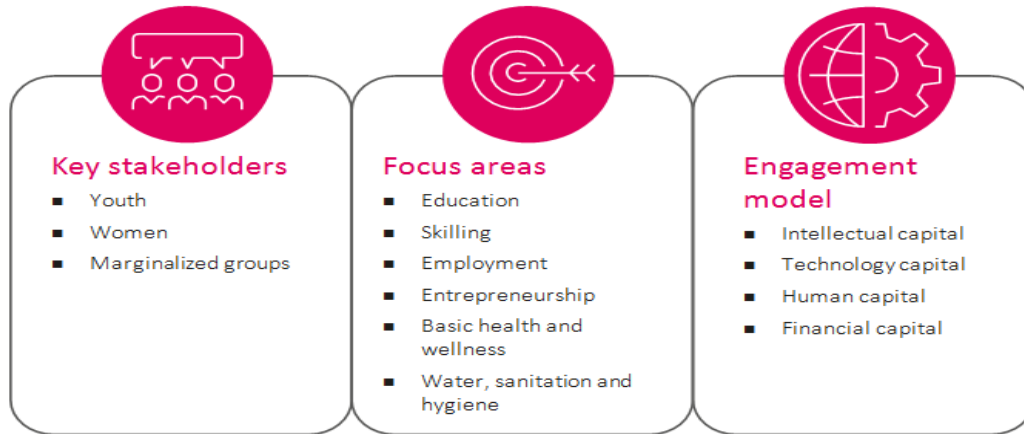 Key stakeholders
■ Youth
■ Women
■ Marginalized groups
Focus areas
■ Education
■ Skilling
■ Employment
■ Entrepreneurship
■ Basic health and
wellness
■ Water, sanitation and
hygiene
Engagement
model
■ Intellectual capital
■ Technology capital
■ Human capital
■ Financial capital